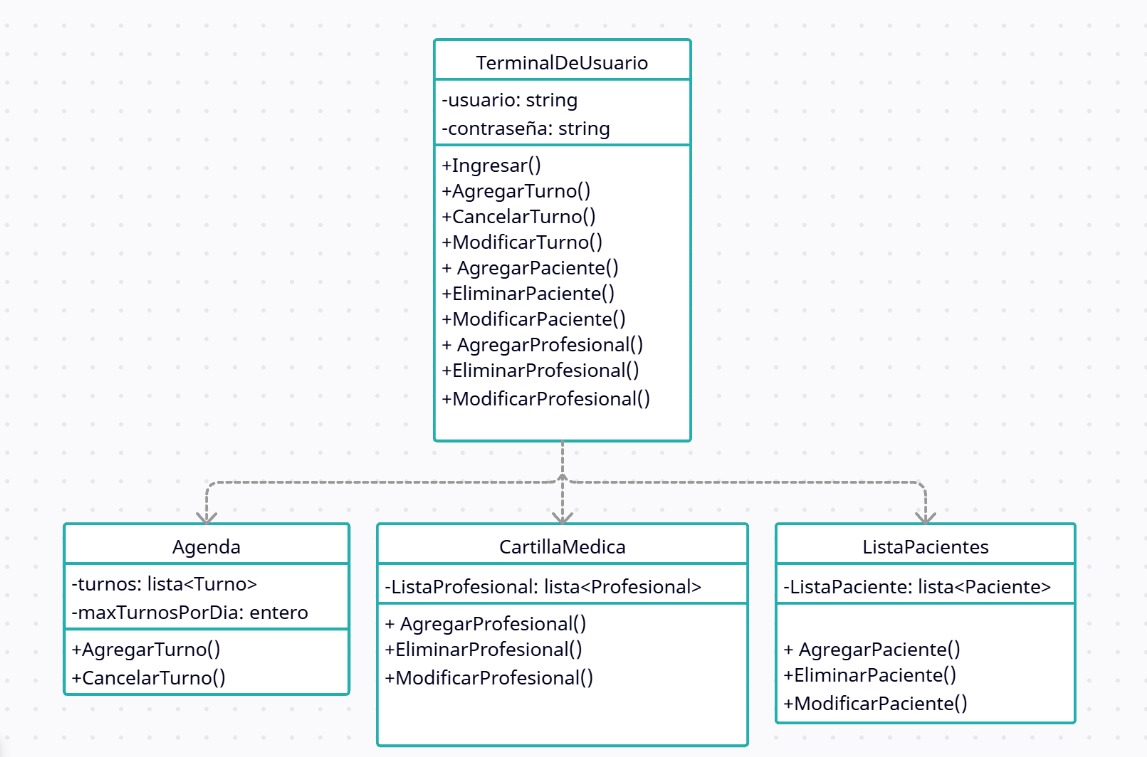 TerminalDeUsuario
-usuario: string
-contraseña: string
+Ingresar()
+AgregarTurno()
+CancelarTurno()
+ModificarTurno()
+ AgregarPaciente()
+EliminarPaciente()
+ModificarPaciente()
+ AgregarProfesional()
+EliminarProfesional()
+ModificarProfesional()
Agenda
-turnos: lista<Turno>
-maxTurnosPorDia: entero
+AgregarTurno()
+CancelarTurno()
CartillaMedica
-ListaProfesional: lista<Profesional>
+ AgregarProfesional()
+EliminarProfesional()
+ModificarProfesional()
ListaPacientes
-ListaPaciente: lista<Paciente>
+ AgregarPaciente()
+EliminarPaciente()
+ModificarPaciente()